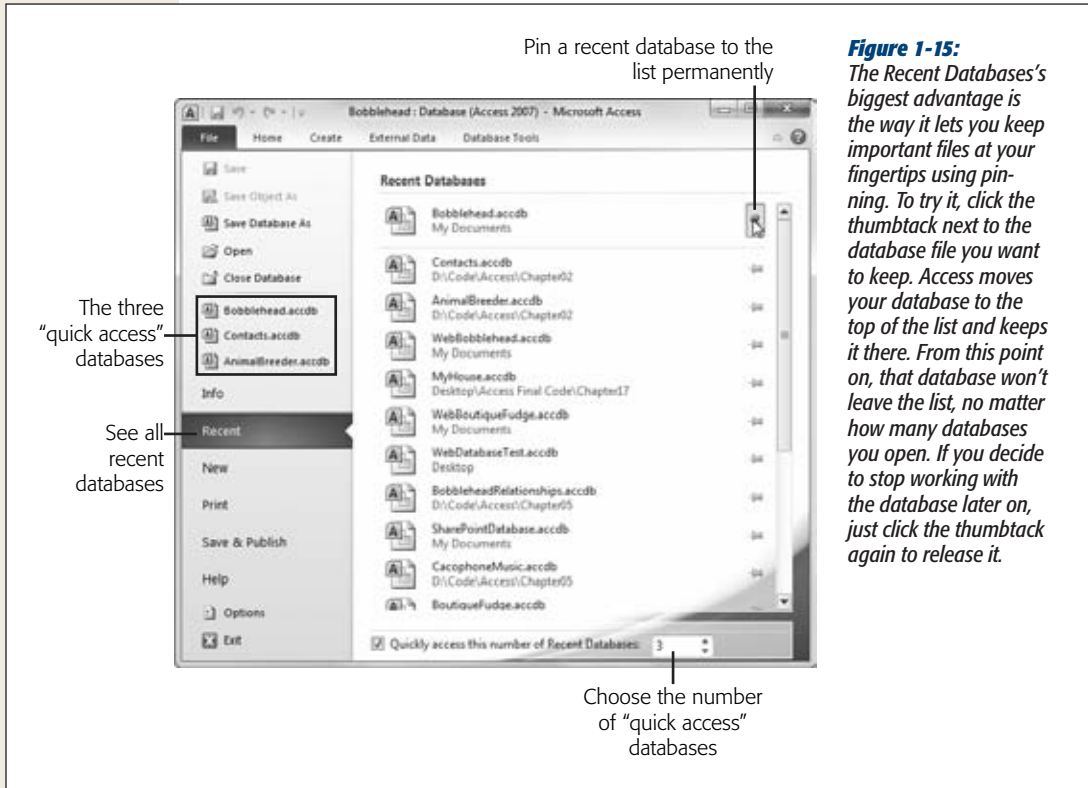 Pin a recent database to the
list permanently
Bobblehead : Database (Access 2007) - Microsoft Access
File Home Create External Data Database Tools
Save
Save Object As
Save Database As
Open
Close Database
The three
"quick access"
databases
Bobblehead.accdb
Contacts.accdb
AnimalBreeder.accdb
Info
See all
recent
databases
Recent
New
Print
Save & Publish
Help
Options
Exit
Recent Databases
Bobblehead.accdb
My Documents
Contacts.accdb
D:\Code\Access\Chapter02
AnimalBreeder.accdb
D:\Code\Access\Chapter02
WebBobblehead.accdb
My Documents
MyHouse.accdb
Desktop\Access Final Code\Chapter17
WebBoutiqueFudge.accdb
My Documents
WebDatabaseTest.accdb
Desktop
BobbleheadRelationships.accdb
D:\Code\Access\Chapter05
SharePointDatabase.accdb
My Documents
CacophoneMusic.accdb
D:\Code\Access\Chapter05
BoutiqueFudge.accdb
Quickly access this number of Recent Databases: 3
Choose the number
of "quick access"
databases
Figure 1-15:
The Recent Databases's
biggest advantage is
the way it lets you keep
important files at your
fingertips using pin-
ning. To try it, click the
thumbtack next to the
database file you want
to keep. Access moves
your database to the
top of the list and keeps
it there. From this point
on, that database won't
leave the list, no matter
how many databases
you open. If you decide
to stop working with
the database later on,
just click the thumbtack
again to release it.